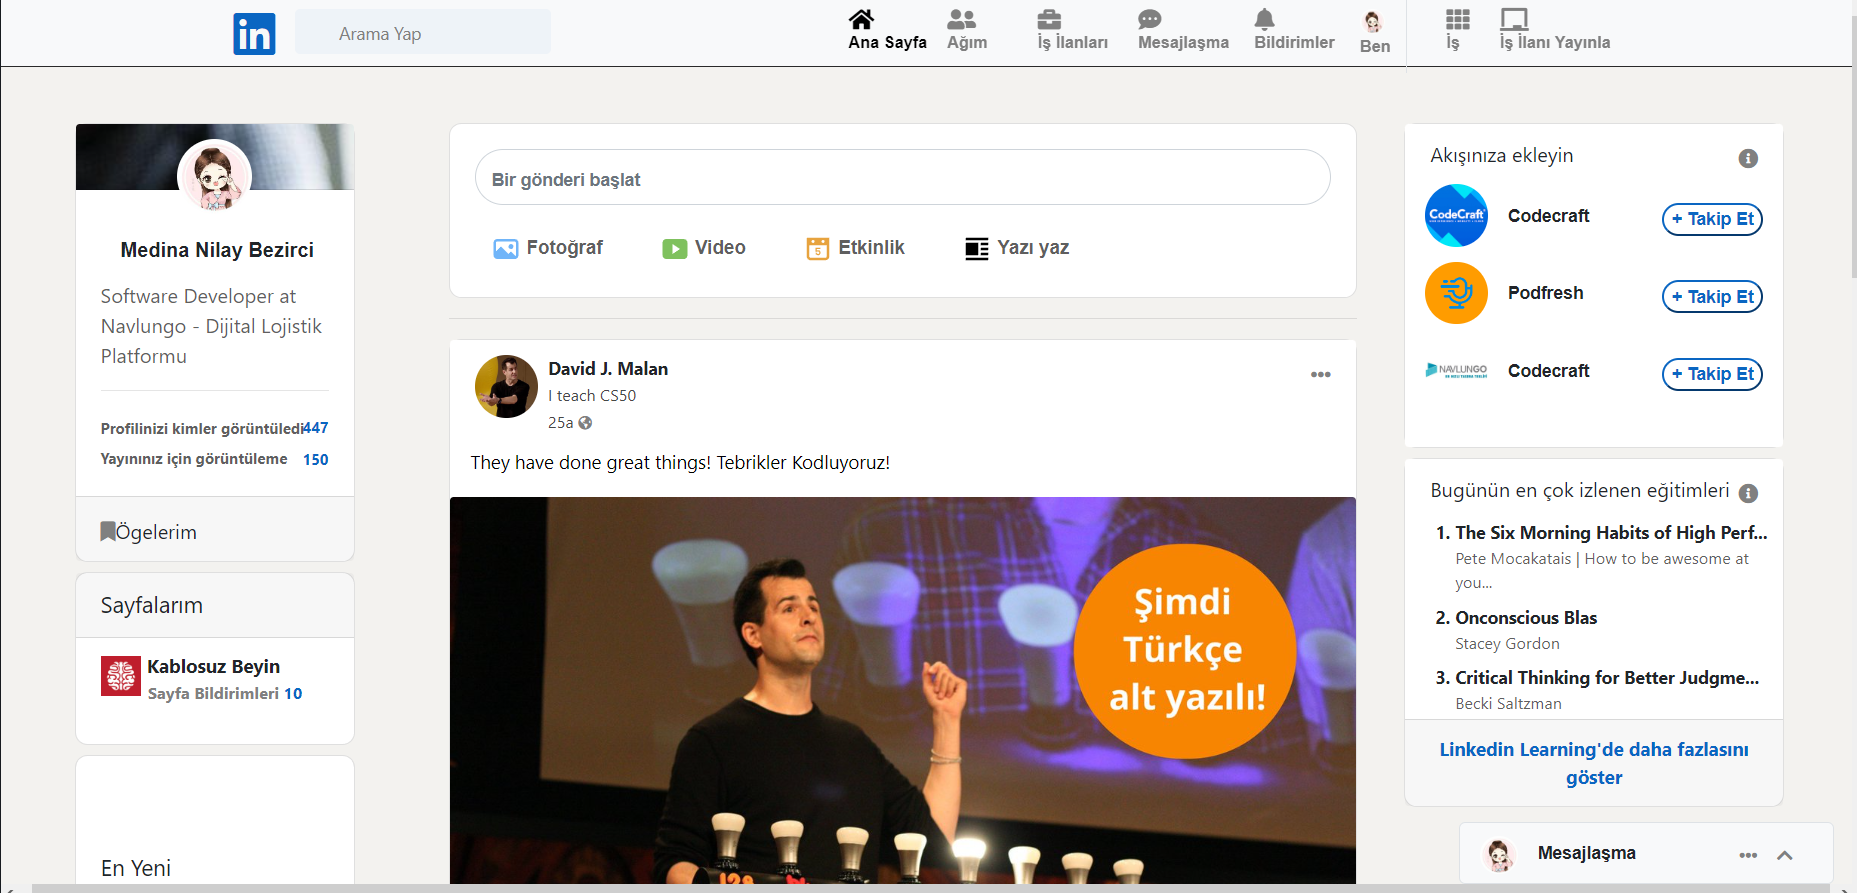 in
Arama Yap
Ana Sayfa
Ağım
İş İlanları
Mesajlaşma
Bildirimler
Ben
İş
İş İlanı Yayınla
Medina Nilay Bezirci
Software Developer at
Navlungo - Dijital Lojistik
Platformu
Profilinizi kimler görüntüledi 447
Yayınınız için görüntüleme 150
Ögelerim
Sayfalarım
Kablosuz Beyin
Sayfa Bildirimleri 10
En Yeni
Bir gönderi başlat
Fotoğraf
Video
5
Etkinlik
Yazı yaz
David J. Malan
I teach CS50
25a
They have done great things! Tebrikler Kodluyoruz!
Şimdi
Türkçe
alt yazılı!
128
Akışınıza ekleyin
CodeCraft
Codecraft
+ Takip Et
Podfresh
+ Takip Et
NAVLUNGO
Codecraft
+ Takip Et
Bugünün en çok izlenen eğitimleri
1. The Six Morning Habits of High Perf...
Pete Mocakatais | How to be awesome at
you...
2. Onconscious Blas
Stacey Gordon
3. Critical Thinking for Better Judgme...
Becki Saltzman
Linkedin Learning'de daha fazlasını
göster
Mesajlaşma